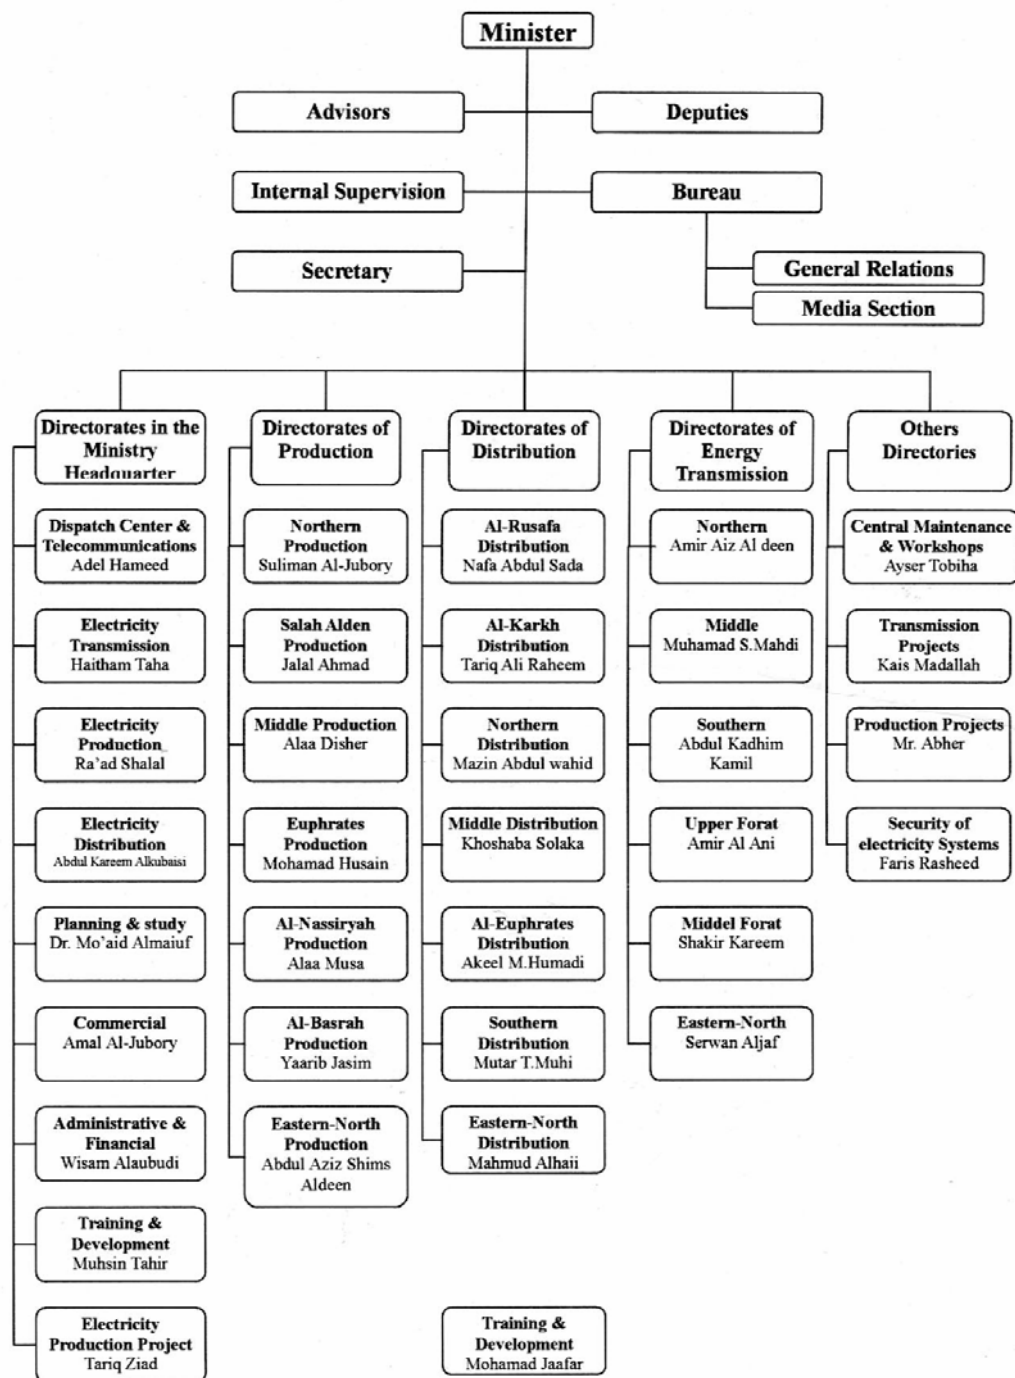 Minister
Advisors
Deputies
Internal Supervision
Bureau
Secretary
General Relations
Media Section
Directorates in the
Ministry
Headquarter
Dispatch Center &
Telecommunications
Adel Hameed
Electricity
Transmission
Haitham Taha
Electricity
Production
Ra'ad Shalal
Electricity
Distribution
Abdul Kareem Alkubaisi
Planning & study
Dr. Mo'aid Almaiuf
Commercial
Amal Al-Jubory
Administrative &
Financial
Wisam Alaubudi
Training &
Development
Muhsin Tahir
Electricity
Production Project
Tariq Ziad
Directorates of
Production
Northern
Production
Suliman Al-Jubory
Salah Alden
Production
Jalal Ahmad
Middle Production
Alaa Disher
Euphrates
Production
Mohamad Husain
Al-Nassiryah
Production
Alaa Musa
Al-Basrah
Production
Yaarib Jasim
Eastern-North
Production
Abdul Aziz Shims
Aldeen
Directorates of
Distribution
Al-Rusafa
Distribution
Nafa Abdul Sada
Al-Karkh
Distribution
Tariq Ali Raheem
Northern
Distribution
Mazin Abdul wahid
Middle Distribution
Khoshaba Solaka
Al-Euphrates
Distribution
Akeel M.Humadi
Southern
Distribution
Mutar T.Muhi
Eastern-North
Distribution
Mahmud Alhaii
Training &
Development
Mohamad Jaafar
Directorates of
Energy
Transmission
Northern
Amir Aiz Al deen
Middle
Muhamad S.Mahdi
Southern
Abdul Kadhim
Kamil
Upper Forat
Amir Al Ani
Middel Forat
Shakir Kareem
Eastern-North
Serwan Aljaf
Others
Directories
Central Maintenance
& Workshops
Ayser Tobiha
Transmission
Projects
Kais Madallah
Production Projects
Mr. Abher
Security of
electricity Systems
Faris Rasheed